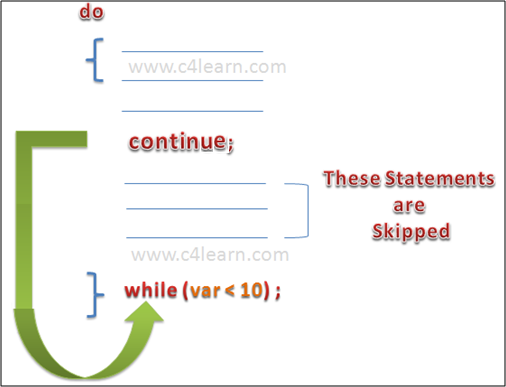 do
{
www.c4learn.com
continue;
These Statements
are
Skipped
www.c4learn.com
} while (var < 10) ;